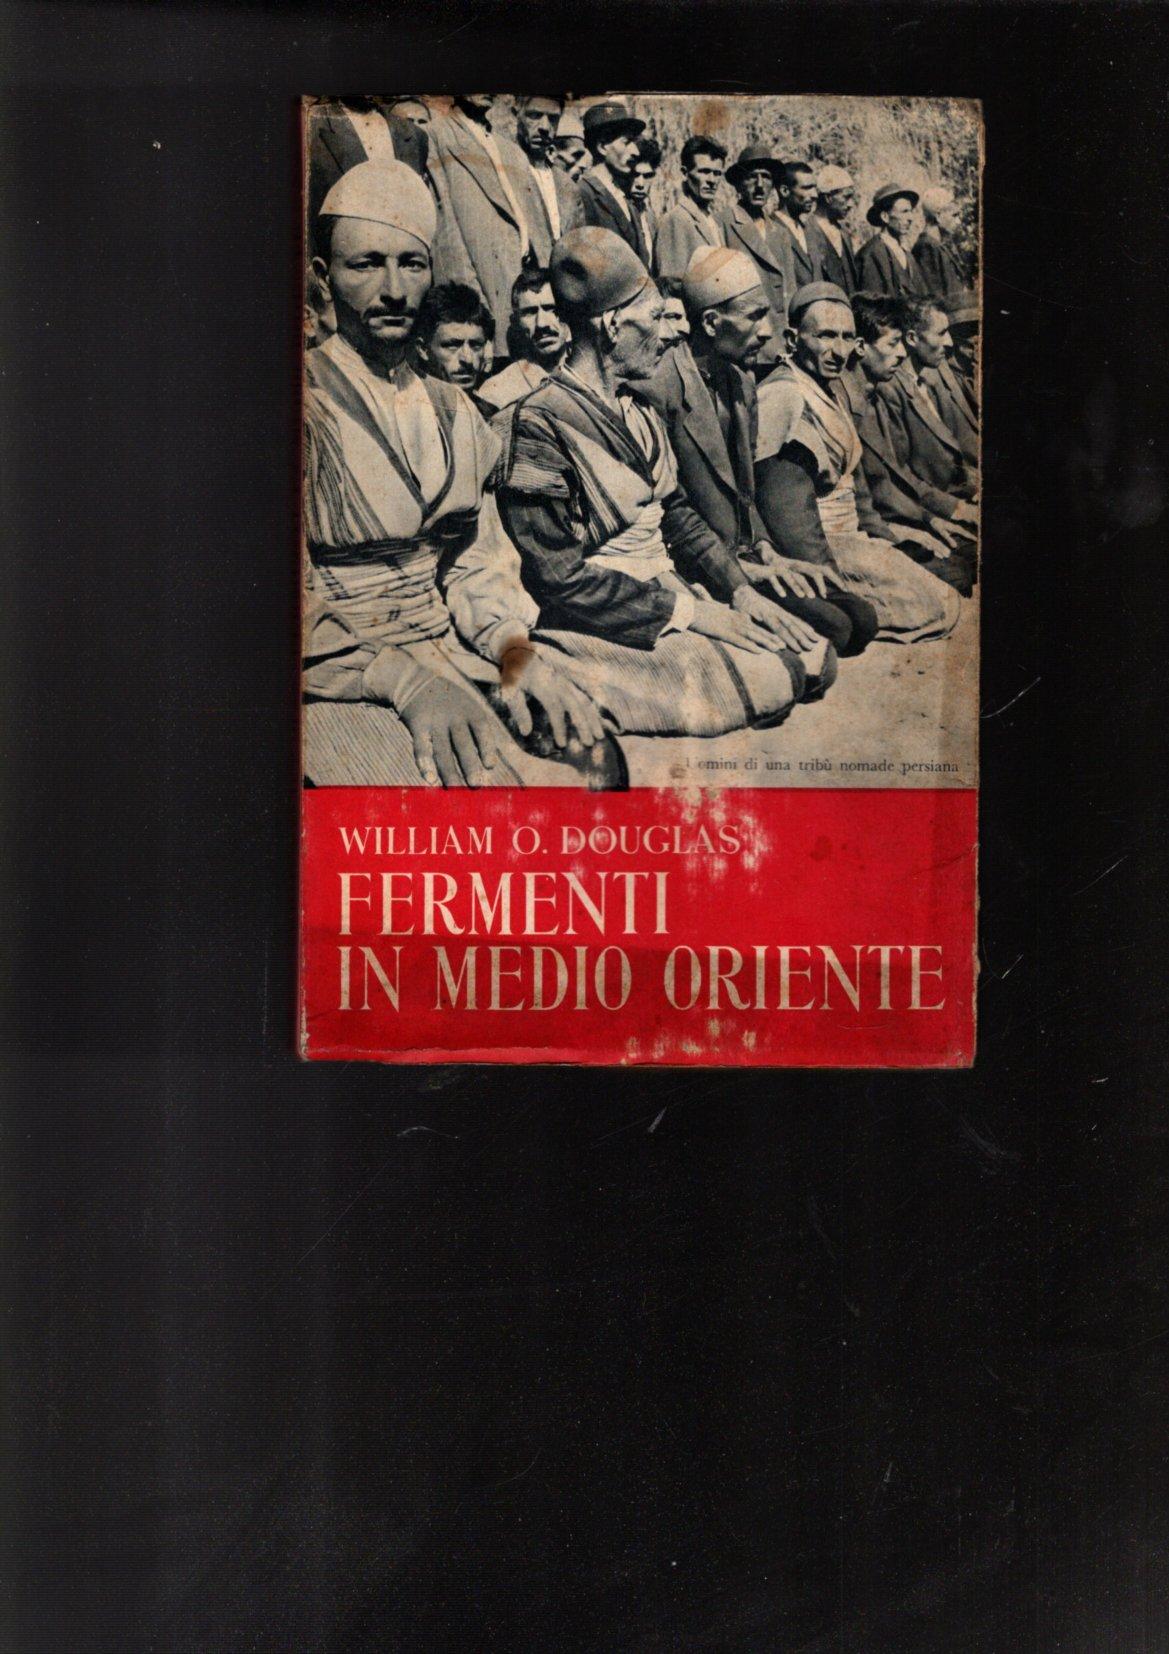 Uomini di una tribù nomade persiana
WILLIAM O. DOUGLAS
FERMENTI
IN MEDIO ORIENTE